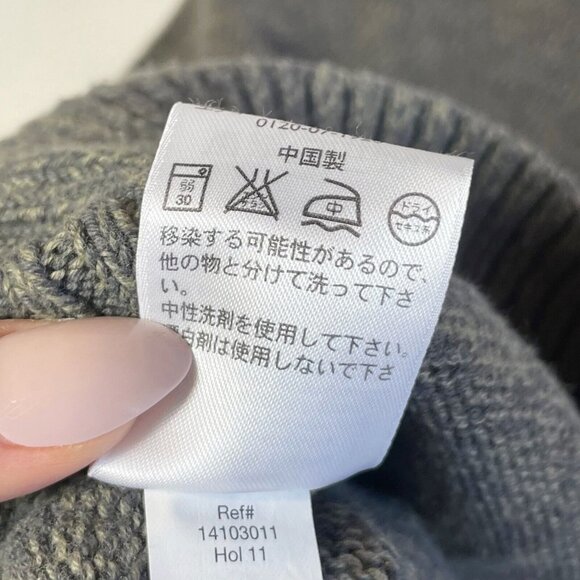 中国製
弱
30
中
ドライ
セキユ系
移染する可能性があるので、
他の物と分けて洗って下さ
い。
中性洗剤を使用して下さい。
漂白剤は使用しないで下さ
Ref#
14103011
Hol 11